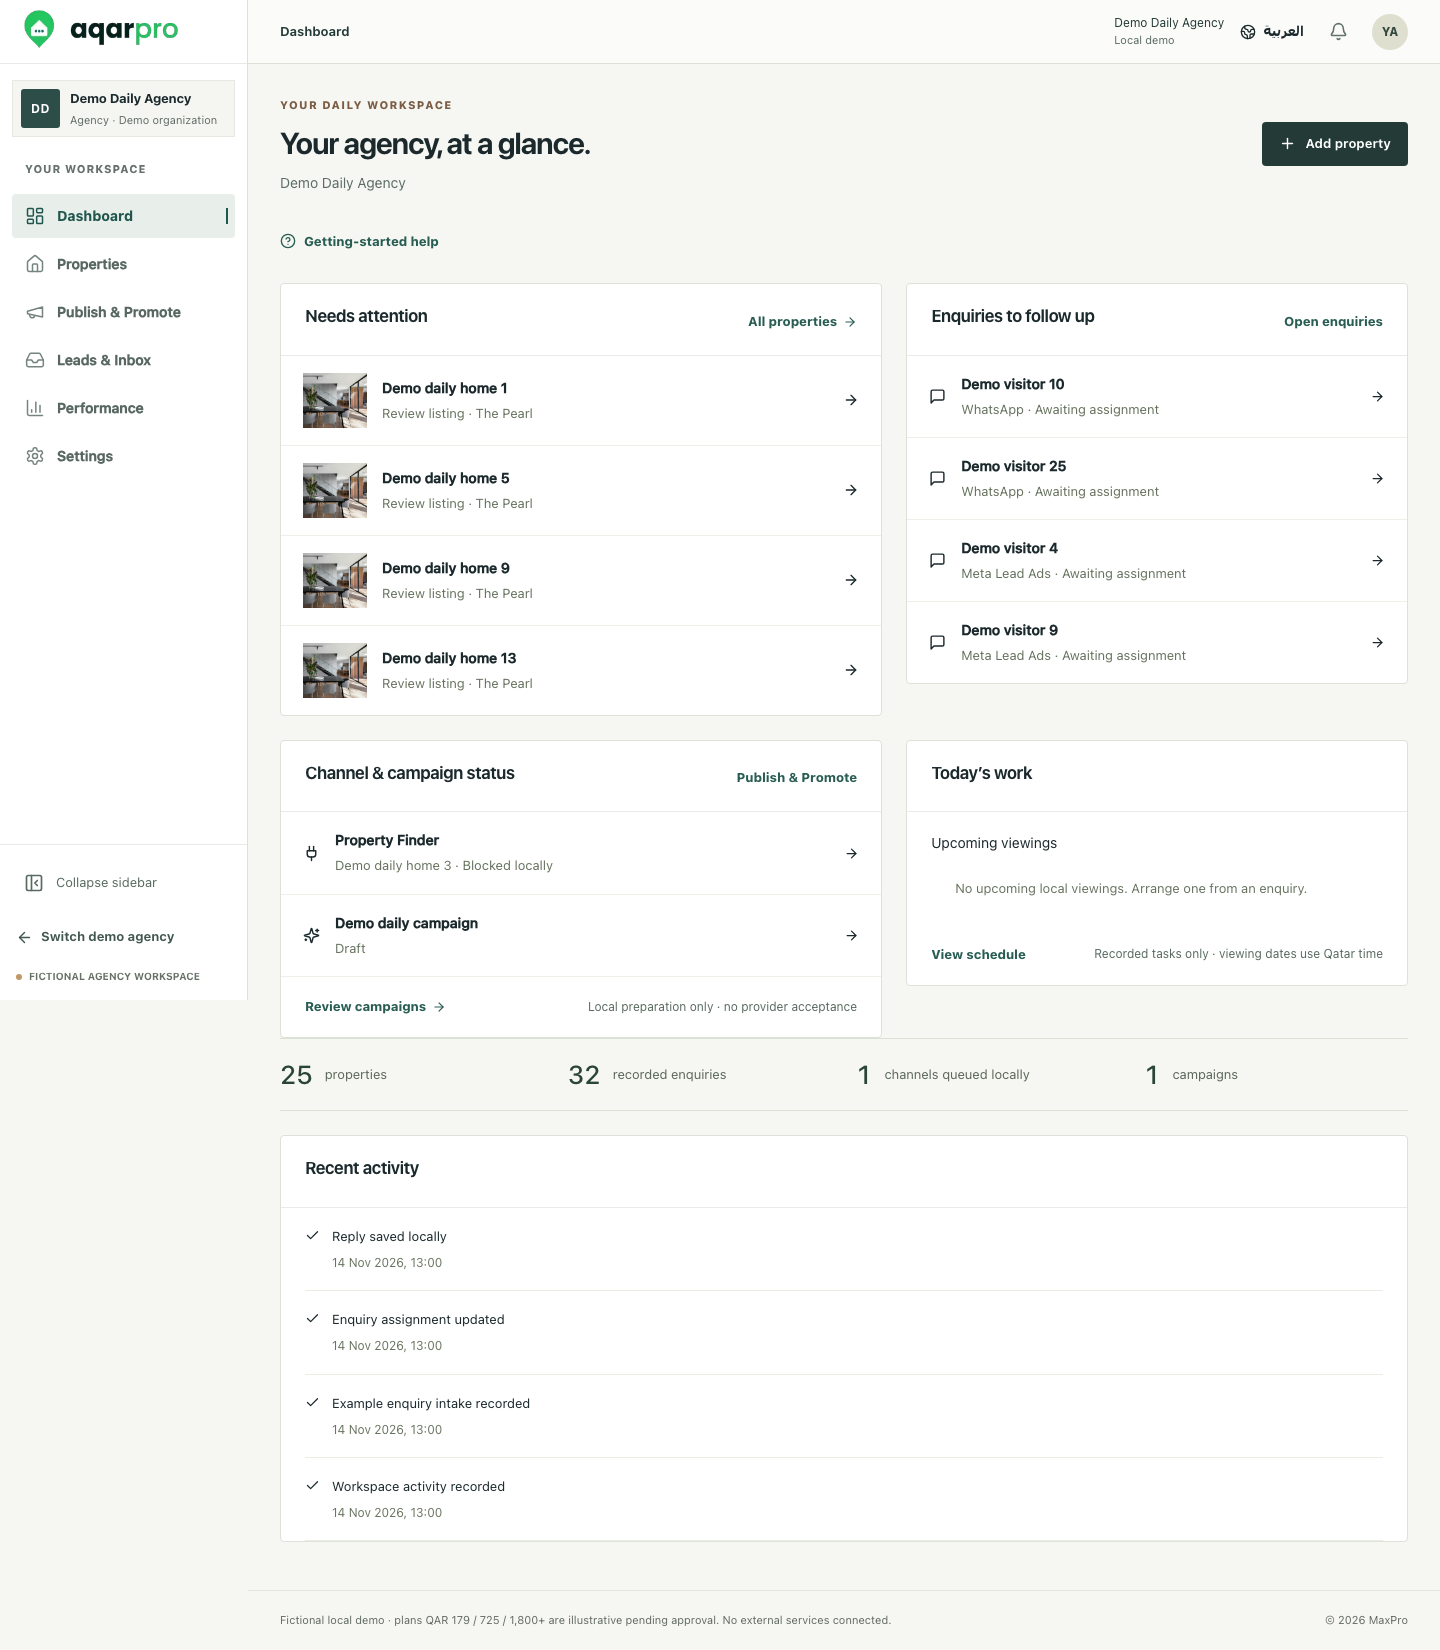 aqarpro
DD
Demo Daily Agency
Agency · Demo organization
YOUR WORKSPACE
Dashboard
Properties
Publish & Promote
Leads & Inbox
Performance
Settings
Collapse sidebar
Switch demo agency
FICTIONAL AGENCY WORKSPACE
Dashboard
Demo Daily Agency
Local demo
العربية
YA
YOUR DAILY WORKSPACE
Your agency, at a glance.
Demo Daily Agency
Add property
Getting-started help
Needs attention
All properties
Demo daily home 1
Review listing · The Pearl
Demo daily home 5
Review listing · The Pearl
Demo daily home 9
Review listing · The Pearl
Demo daily home 13
Review listing · The Pearl
Enquiries to follow up
Open enquiries
Demo visitor 10
WhatsApp · Awaiting assignment
Demo visitor 25
WhatsApp · Awaiting assignment
Demo visitor 4
Meta Lead Ads · Awaiting assignment
Demo visitor 9
Meta Lead Ads · Awaiting assignment
Channel & campaign status
Publish & Promote
Property Finder
Demo daily home 3 · Blocked locally
Demo daily campaign
Draft
Review campaigns
Local preparation only · no provider acceptance
Today’s work
Upcoming viewings
No upcoming local viewings. Arrange one from an enquiry.
View schedule
Recorded tasks only · viewing dates use Qatar time
25 properties
32 recorded enquiries
1 channels queued locally
1 campaigns
Recent activity
Reply saved locally
14 Nov 2026, 13:00
Enquiry assignment updated
14 Nov 2026, 13:00
Example enquiry intake recorded
14 Nov 2026, 13:00
Workspace activity recorded
14 Nov 2026, 13:00
Fictional local demo · plans QAR 179 / 725 / 1,800+ are illustrative pending approval. No external services connected.
© 2026 MaxPro